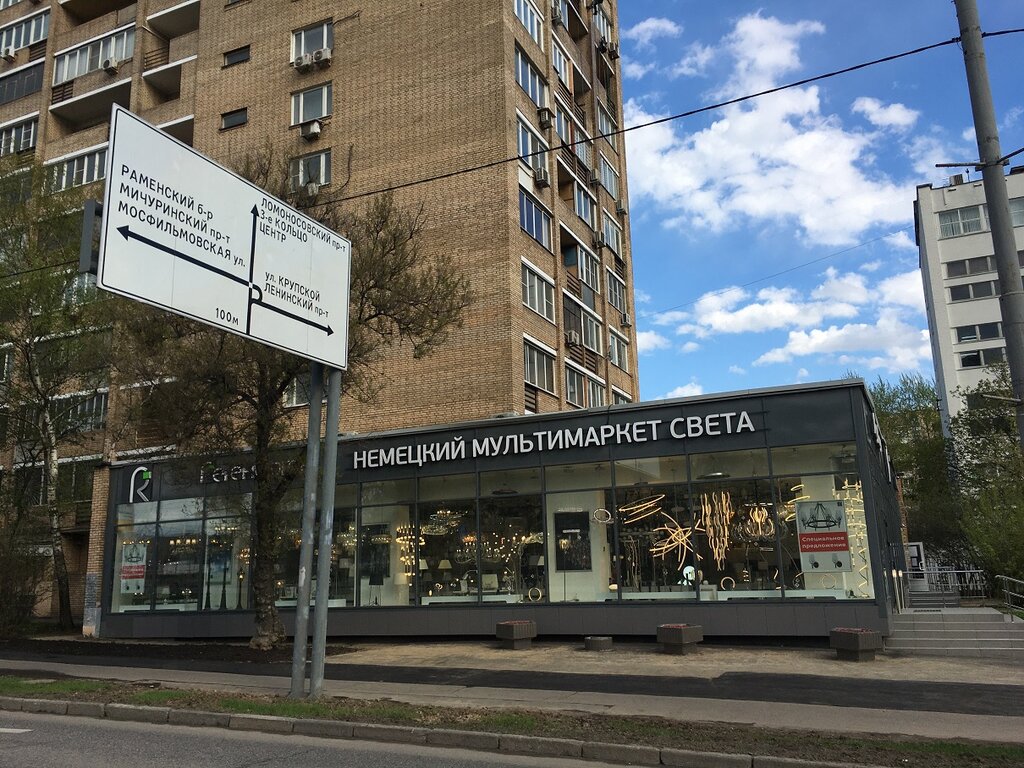 РАМЕНСКИЙ б-р
МИЧУРИНСКИЙ пр-т
МОСФИЛЬМОВСКАЯ ул.
ЛОМОНОСОВСКИЙ пр-т
3-е КОЛЬЦО
ЦЕНТР
ул. КРУПСКОЙ
ЛЕНИНСКИЙ пр-т
100м
НЕМЕЦКИЙ МУЛЬТИМАРКЕТ СВЕТА
Специальное
предложение